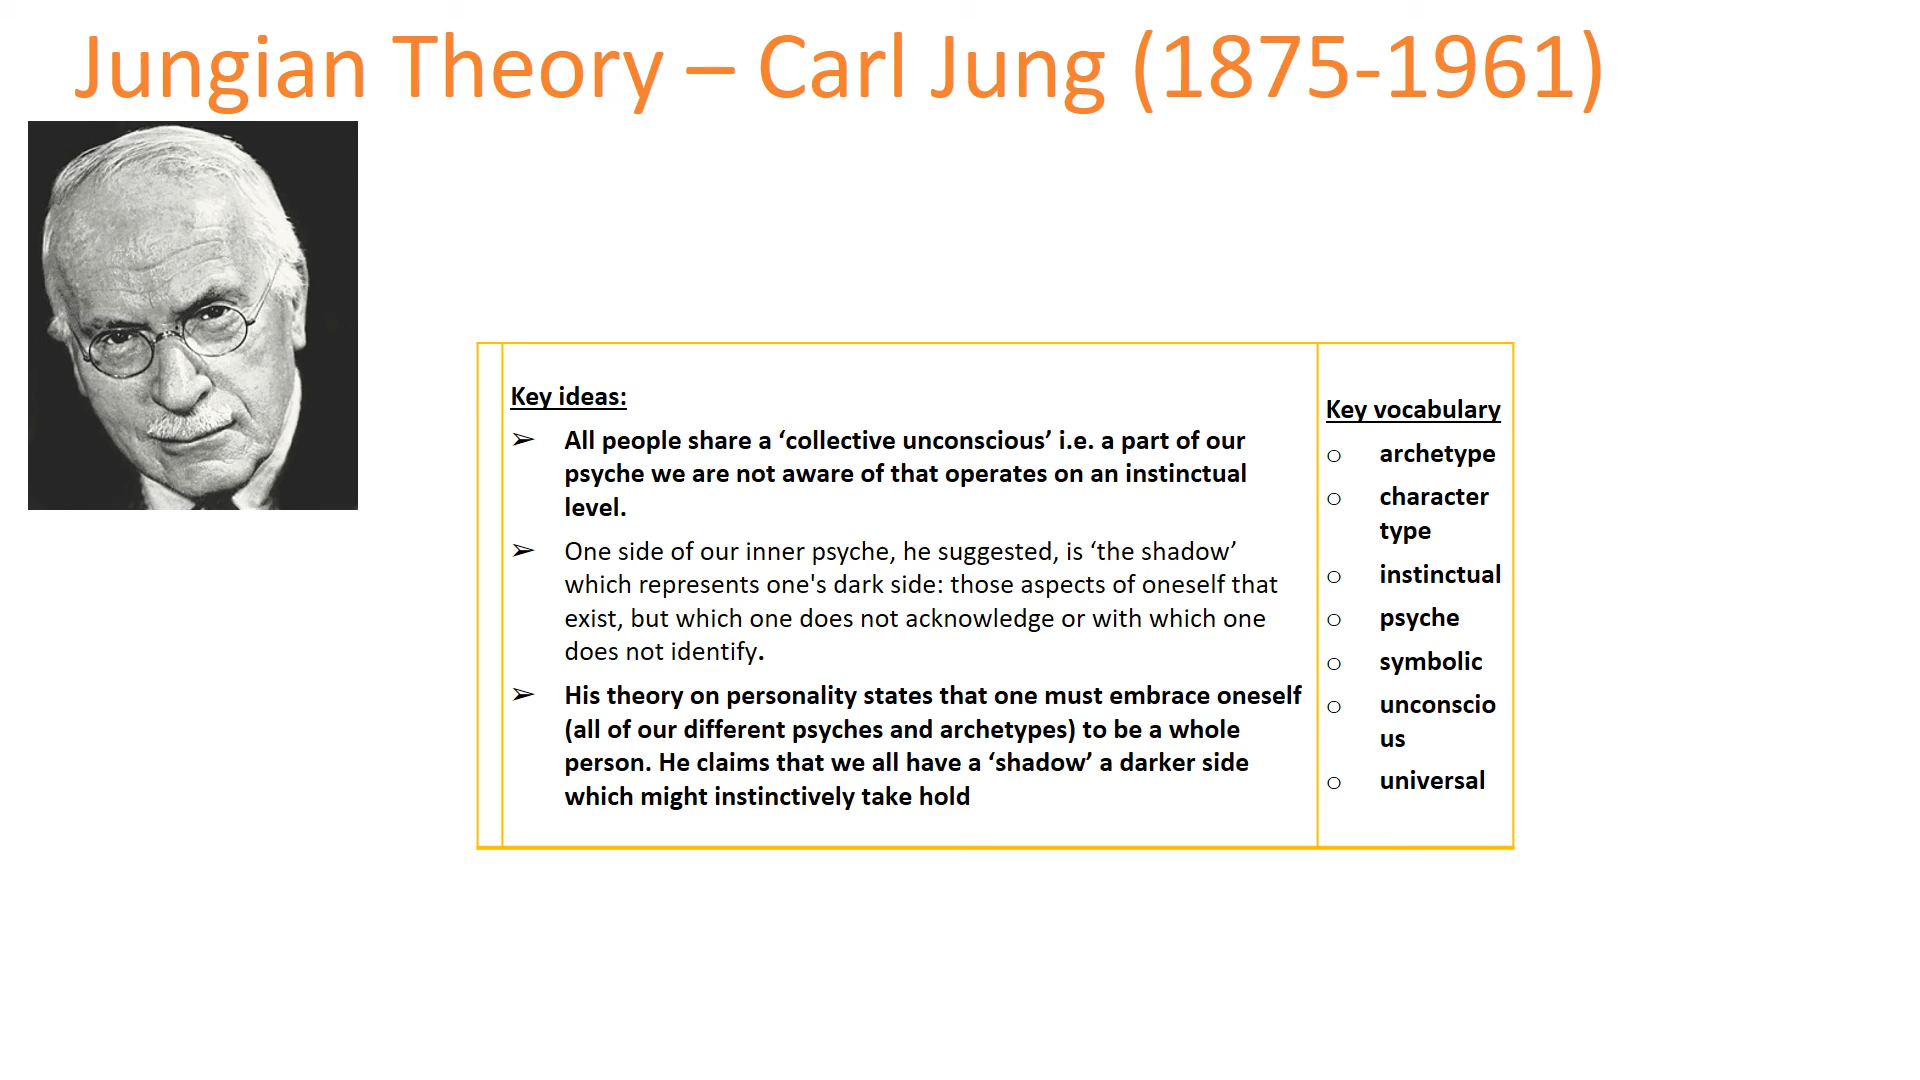 Jungian Theory – Carl Jung (1875-1961)
Key ideas:
➢ All people share a ‘collective unconscious’ i.e. a part of our
psyche we are not aware of that operates on an instinctual
level.
➢ One side of our inner psyche, he suggested, is ‘the shadow’
which represents one's dark side: those aspects of oneself that
exist, but which one does not acknowledge or with which one
does not identify.
➢ His theory on personality states that one must embrace oneself
(all of our different psyches and archetypes) to be a whole
person. He claims that we all have a ‘shadow’ a darker side
which might instinctively take hold
Key vocabulary
o archetype
o character
type
o instinctual
o psyche
o symbolic
o unconscio
us
o universal